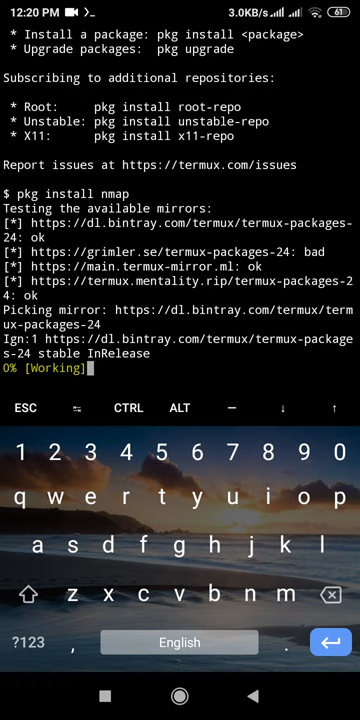 12:20 PM
3.0KB/s
61
* Install a package: pkg install <package>
* Upgrade packages:  pkg upgrade
Subscribing to additional repositories:
* Root:     pkg install root-repo
* Unstable: pkg install unstable-repo
* X11:      pkg install x11-repo
Report issues at https://termux.com/issues
$ pkg install nmap
Testing the available mirrors:
[*] https://dl.bintray.com/termux/termux-packages-
24: ok
[*] https://grimler.se/termux-packages-24: bad
[*] https://main.termux-mirror.ml: ok
[*] https://termux.mentality.rip/termux-packages-2
4: ok
Picking mirror: https://dl.bintray.com/termux/term
ux-packages-24
Ign:1 https://dl.bintray.com/termux/termux-package
s-24 stable InRelease
0% [Working]
ESC ↹ CTRL ALT — ↓ ↑
1 2 3 4 5 6 7 8 9 0
q w e r t y u i o p
a s d f g h j k l
z x c v b n m
?123 , English .